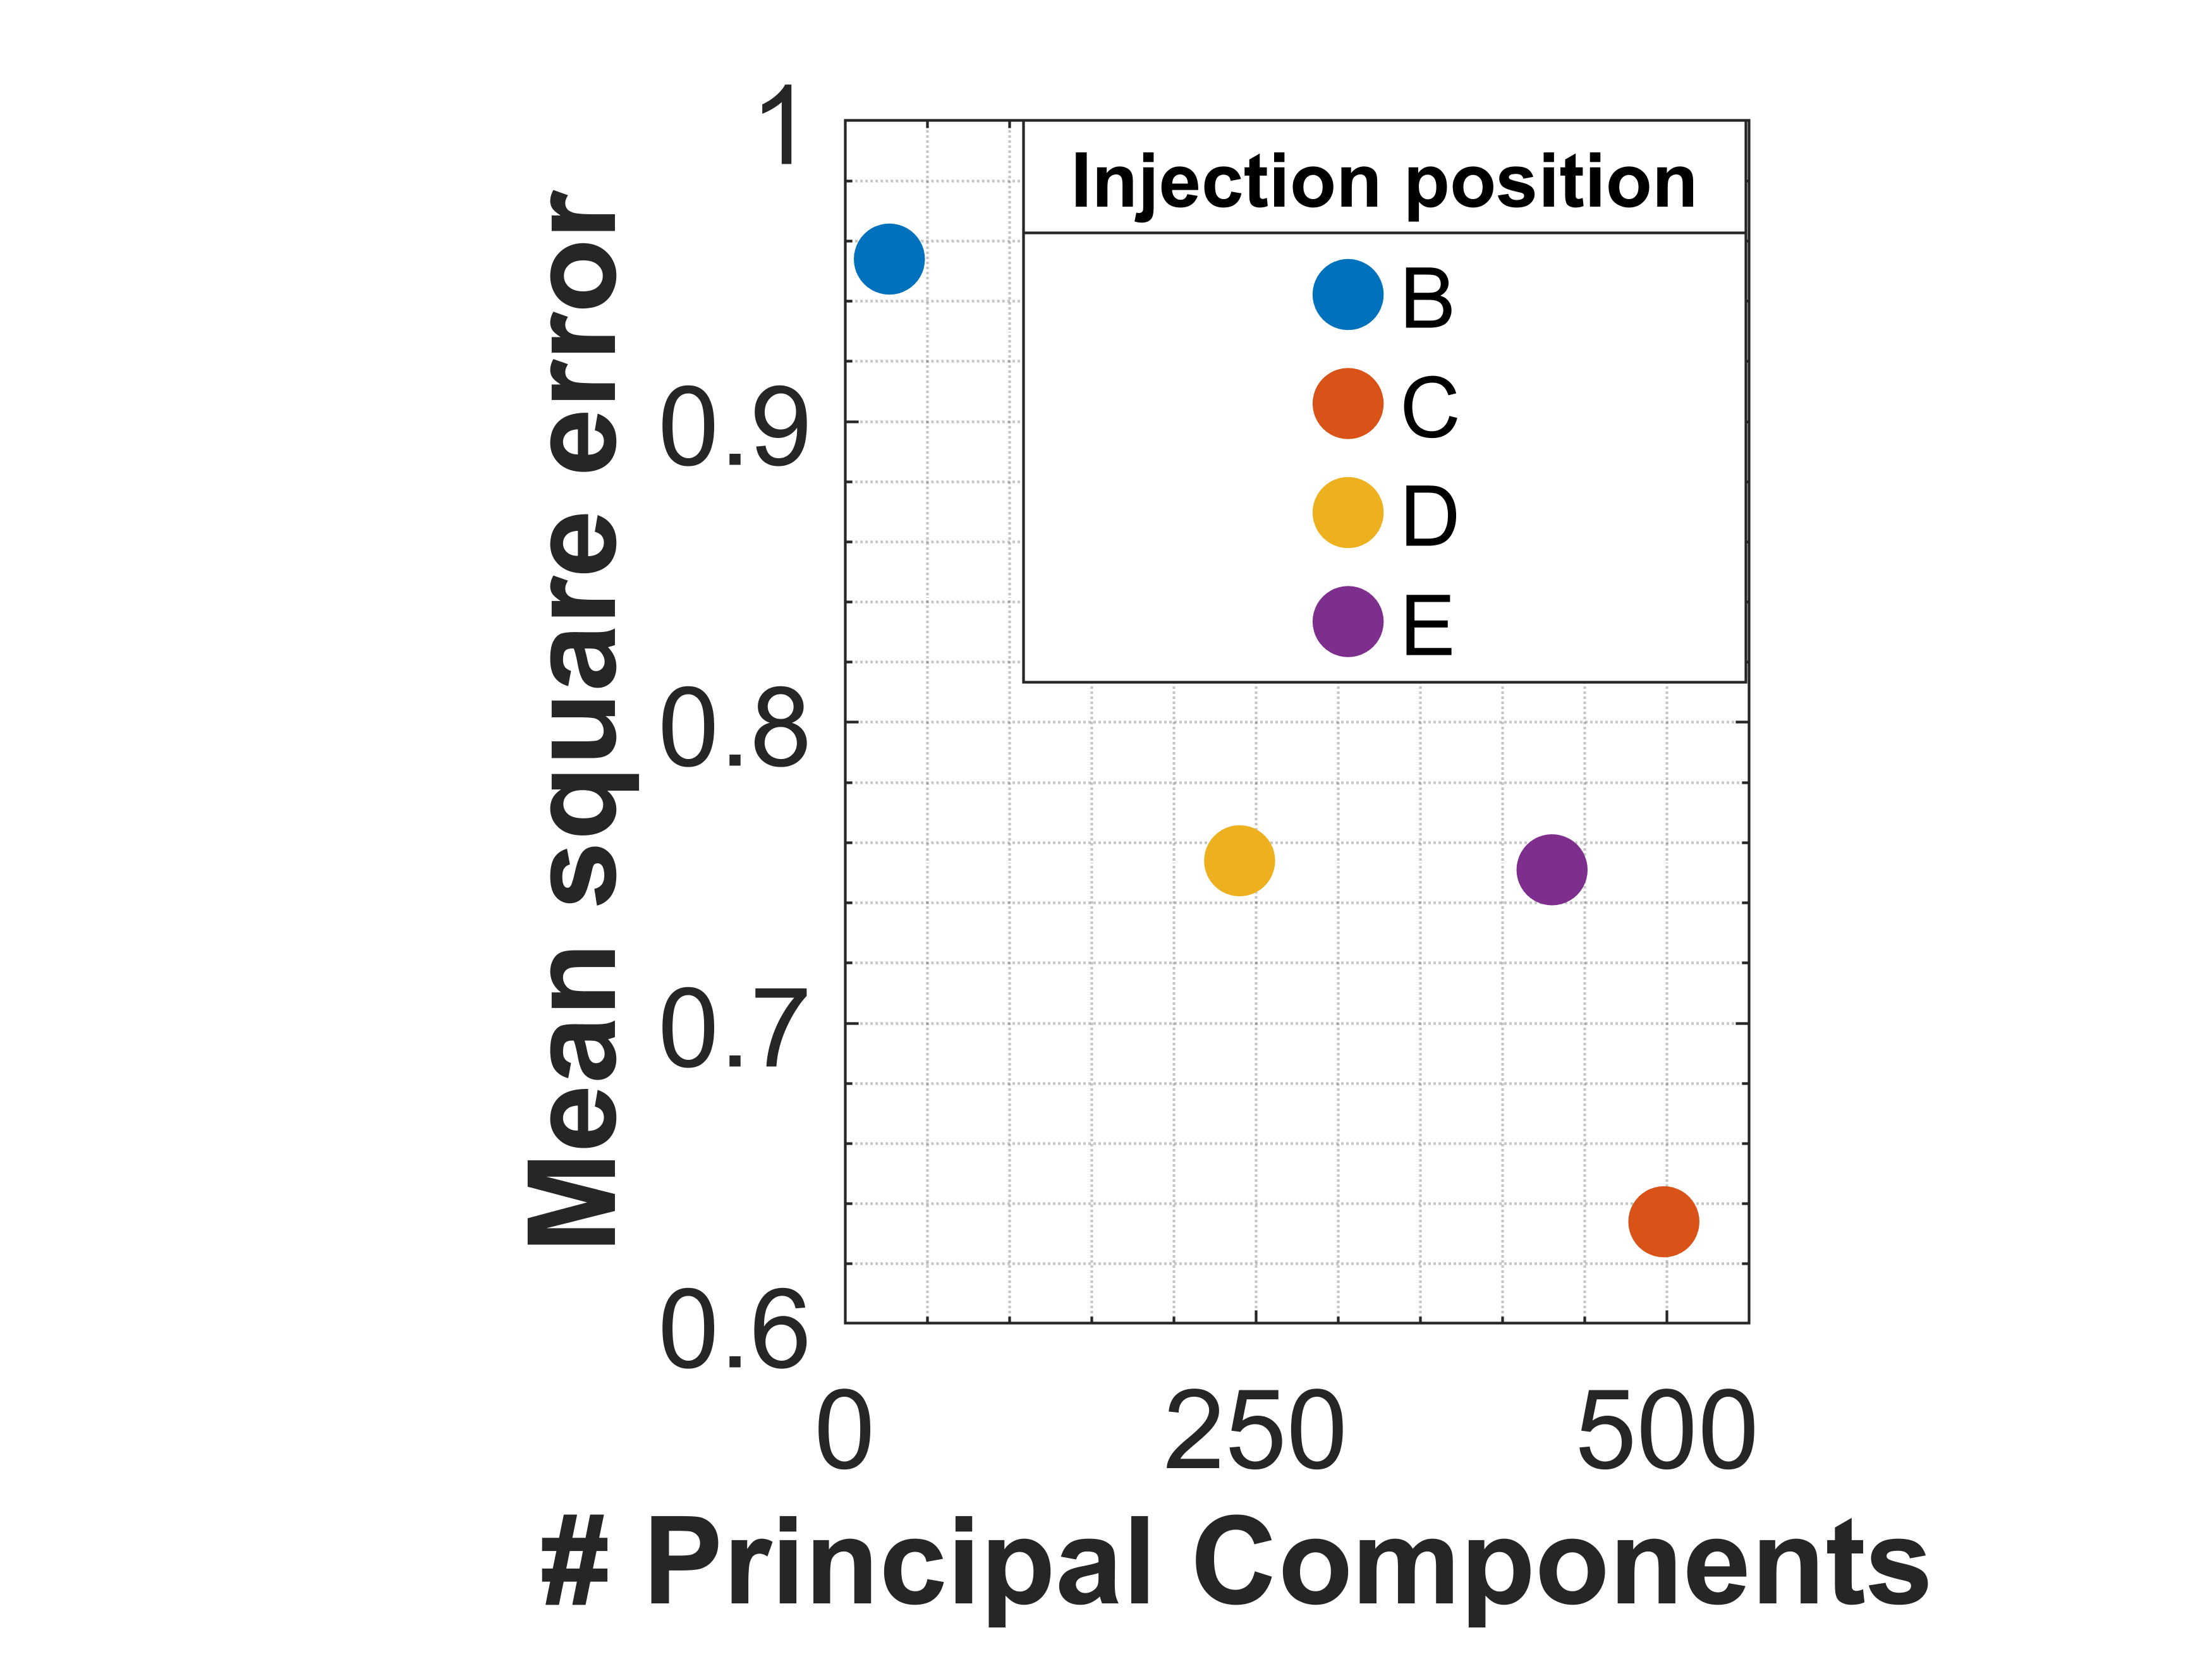 Mean square error
1
0.9
0.8
0.7
0.6
Injection position
B
C
D
E
0 250 500
# Principal Components